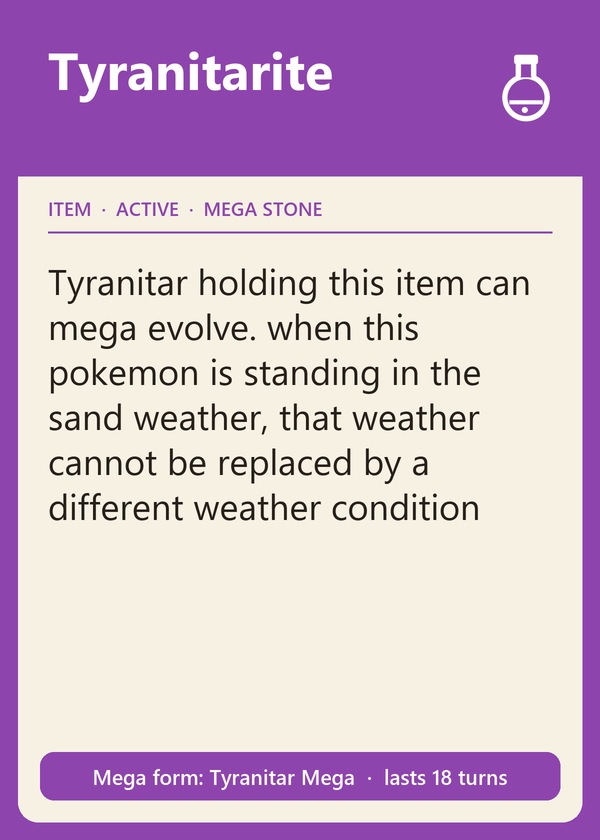 Tyranitarite
ITEM · ACTIVE · MEGA STONE
Tyranitar holding this item can
mega evolve. when this
pokemon is standing in the
sand weather, that weather
cannot be replaced by a
different weather condition
Mega form: Tyranitar Mega · lasts 18 turns